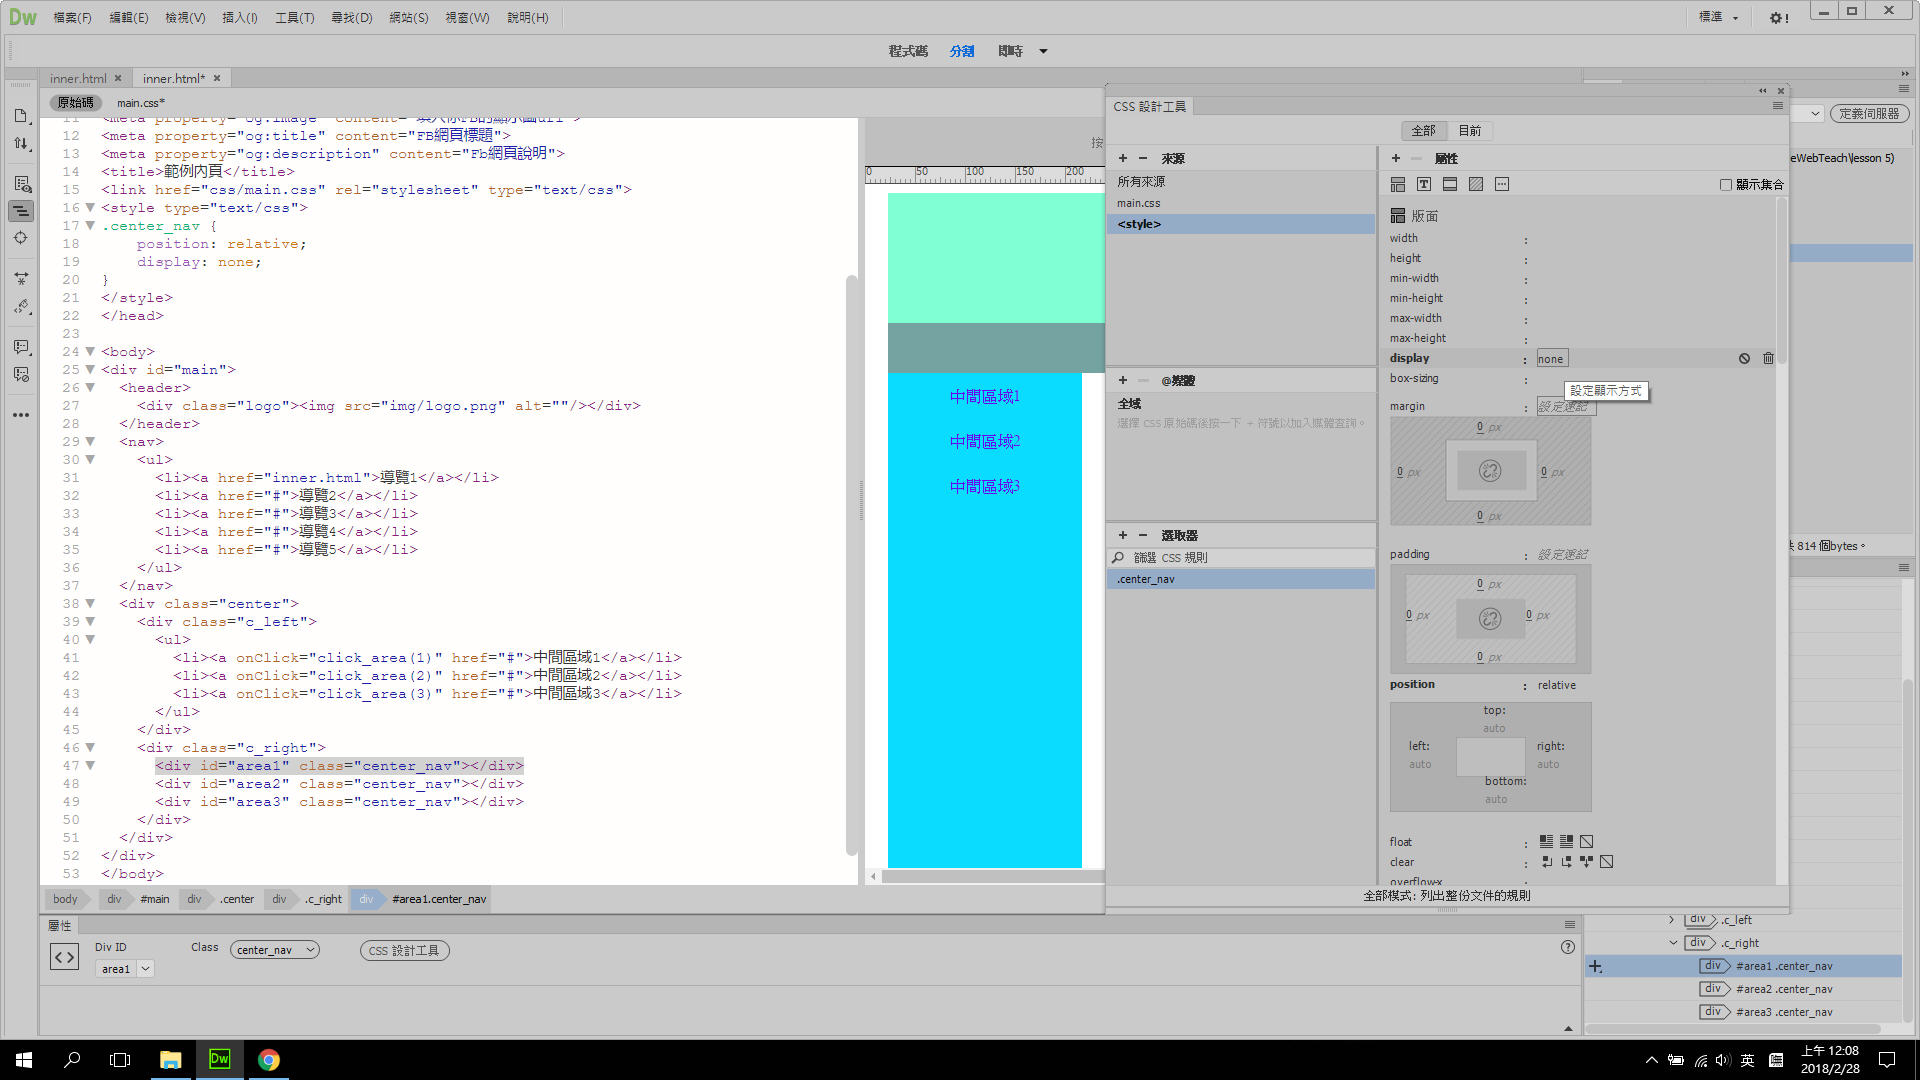 Dw 檔案(F) 編輯(E) 檢視(V) 插入(I) 工具(T) 尋找(D) 網站(S) 視窗(W) 說明(H) 標準
程式碼 分割 即時
inner.html × inner.html* ×
原始碼 main.css*
11 <meta property="og:image" content="填入你FB的顯示圖url">
12 <meta property="og:title" content="FB網頁標題">
13 <meta property="og:description" content="Fb網頁說明">
14 <title>範例內頁</title>
15 <link href="css/main.css" rel="stylesheet" type="text/css">
16 <style type="text/css">
17 .center_nav {
18 position: relative;
19 display: none;
20 }
21 </style>
22 </head>
23
24 <body>
25 <div id="main">
26 <header>
27 <div class="logo"><img src="img/logo.png" alt=""/></div>
28 </header>
29 <nav>
30 <ul>
31 <li><a href="inner.html">導覽1</a></li>
32 <li><a href="#">導覽2</a></li>
33 <li><a href="#">導覽3</a></li>
34 <li><a href="#">導覽4</a></li>
35 <li><a href="#">導覽5</a></li>
36 </ul>
37 </nav>
38 <div class="center">
39 <div class="c_left">
40 <ul>
41 <li><a onClick="click_area(1)" href="#">中間區域1</a></li>
42 <li><a onClick="click_area(2)" href="#">中間區域2</a></li>
43 <li><a onClick="click_area(3)" href="#">中間區域3</a></li>
44 </ul>
45 </div>
46 <div class="c_right">
47 <div id="area1" class="center_nav"></div>
48 <div id="area2" class="center_nav"></div>
49 <div id="area3" class="center_nav"></div>
50 </div>
51 </div>
52 </div>
53 </body>
body div #main div .center div .c_right div #area1.center_nav
按
0 50 100 150 200
中間區域1
中間區域2
中間區域3
CSS 設計工具
全部 目前
+ − 來源
所有來源
main.css
<style>
+ − @媒體
全域
選擇 CSS 原始碼後按一下 + 符號以加入媒體查詢。
+ − 選取器
篩選 CSS 規則
.center_nav
+ − 屬性
顯示集合
版面
width :
height :
min-width :
min-height :
max-width :
max-height :
display : none
box-sizing :
設定顯示方式
margin : 設定速記
0 px
0 px 0 px
0 px
padding : 設定速記
0 px
0 px 0 px
0 px
position : relative
top:
auto
left: right:
auto auto
bottom:
auto
float :
clear :
overflow-x
全部模式: 列出整份文件的規則
定義伺服器
eWebTeach\lesson 5)
814 個bytes。
div .c_left
div .c_right
div #area1 .center_nav
div #area2 .center_nav
div #area3 .center_nav
屬性
Div ID Class center_nav CSS 設計工具
area1
Dw
英
上午 12:08
2018/2/28